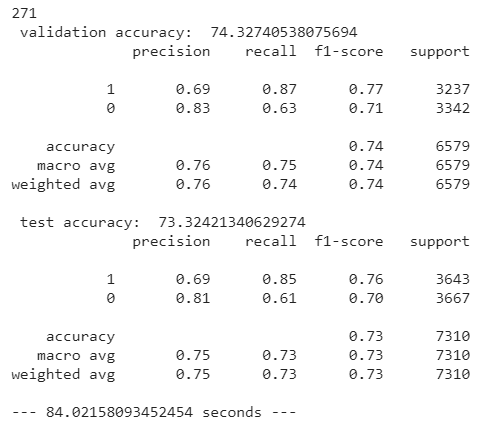 271
validation accuracy:  74.32740538075694
precision    recall  f1-score   support
1       0.69      0.87      0.77      3237
0       0.83      0.63      0.71      3342
accuracy                           0.74      6579
macro avg       0.76      0.75      0.74      6579
weighted avg       0.76      0.74      0.74      6579
test accuracy:  73.32421340629274
precision    recall  f1-score   support
1       0.69      0.85      0.76      3643
0       0.81      0.61      0.70      3667
accuracy                           0.73      7310
macro avg       0.75      0.73      0.73      7310
weighted avg       0.75      0.73      0.73      7310
--- 84.02158093452454 seconds ---